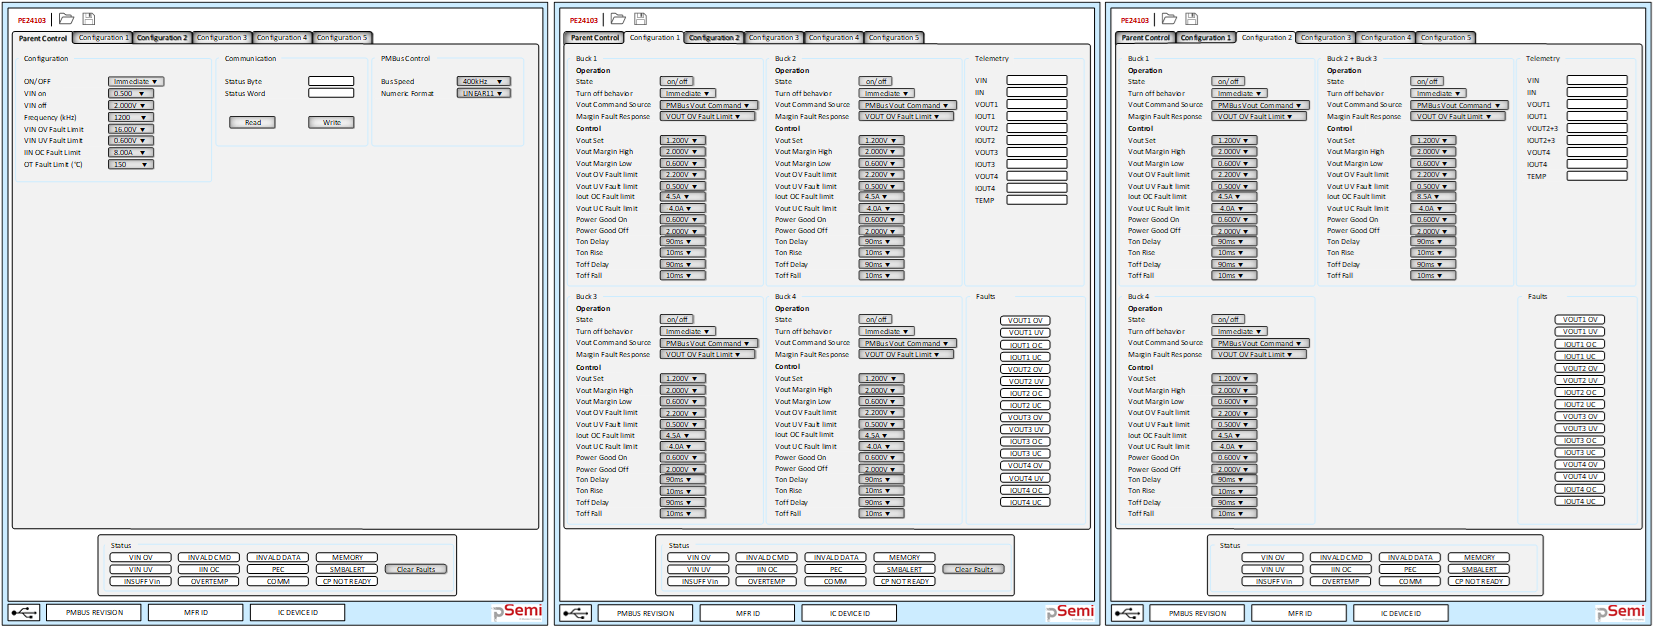 PE24103
Parent Control Configuration 1 Configuration 2 Configuration 3 Configuration 4 Configuration 5
Configuration
ON/OFF Immediate
VIN on 0.500
VIN off 2.000V
Frequency (kHz) 1200
VIN OV Fault Limit 16.00V
VIN UV Fault Limit 0.600V
IIN OC Fault Limit 8.00A
OT Fault Limit (°C) 150
Communication
Status Byte
Status Word
Read Write
PMBus Control
Bus Speed 400kHz
Numeric Format LINEAR11
Status
VIN OV INVALD CMD INVALD DATA MEMORY
VIN UV IIN OC PEC SMBALERT Clear Faults
INSUFF Vin OVERTEMP COMM CP NOT READY
PMBUS REVISION MFR ID IC DEVICE ID
pSemi
PE24103
Parent Control Configuration 1 Configuration 2 Configuration 3 Configuration 4 Configuration 5
Buck 1
Operation
State on/off
Turn off behavior Immediate
Vout Command Source PMBus Vout Command
Margin Fault Response VOUT OV Fault Limit
Control
Vout Set 1.200V
Vout Margin High 2.000V
Vout Margin Low 0.600V
Vout OV Fault limit 2.200V
Vout UV Fault limit 0.500V
Iout OC Fault limit 4.5A
Vout UC Fault limit -4.0A
Power Good On 0.600V
Power Good Off 2.000V
Ton Delay 90ms
Ton Rise 10ms
Toff Delay 90ms
Toff Fall 10ms
Buck 2
Operation
State on/off
Turn off behavior Immediate
Vout Command Source PMBus Vout Command
Margin Fault Response VOUT OV Fault Limit
Control
Vout Set 1.200V
Vout Margin High 2.000V
Vout Margin Low 0.600V
Vout OV Fault limit 2.200V
Vout UV Fault limit 0.500V
Iout OC Fault limit 4.5A
Vout UC Fault limit -4.0A
Power Good On 0.600V
Power Good Off 2.000V
Ton Delay 90ms
Ton Rise 10ms
Toff Delay 90ms
Toff Fall 10ms
Telemetry
VIN
IIN
VOUT1
IOUT1
VOUT2
IOUT2
VOUT3
IOUT3
VOUT4
IOUT4
TEMP
Buck 3
Operation
State on/off
Turn off behavior Immediate
Vout Command Source PMBus Vout Command
Margin Fault Response VOUT OV Fault Limit
Control
Vout Set 1.200V
Vout Margin High 2.000V
Vout Margin Low 0.600V
Vout OV Fault limit 2.200V
Vout UV Fault limit 0.500V
Iout OC Fault limit 4.5A
Vout UC Fault limit -4.0A
Power Good On 0.600V
Power Good Off 2.000V
Ton Delay 90ms
Ton Rise 10ms
Toff Delay 90ms
Toff Fall 10ms
Buck 4
Operation
State on/off
Turn off behavior Immediate
Vout Command Source PMBus Vout Command
Margin Fault Response VOUT OV Fault Limit
Control
Vout Set 1.200V
Vout Margin High 2.000V
Vout Margin Low 0.600V
Vout OV Fault limit 2.200V
Vout UV Fault limit 0.500V
Iout OC Fault limit 4.5A
Vout UC Fault limit -4.0A
Power Good On 0.600V
Power Good Off 2.000V
Ton Delay 90ms
Ton Rise 10ms
Toff Delay 90ms
Toff Fall 10ms
Faults
VOUT1 OV
VOUT1 UV
IOUT1 OC
IOUT1 UC
VOUT2 OV
VOUT2 UV
IOUT2 OC
IOUT2 UC
VOUT3 OV
VOUT3 UV
IOUT3 OC
IOUT3 UC
VOUT4 OV
VOUT4 UV
IOUT4 OC
IOUT4 UC
Status
VIN OV INVALD CMD INVALD DATA MEMORY
VIN UV IIN OC PEC SMBALERT Clear Faults
INSUFF Vin OVERTEMP COMM CP NOT READY
PMBUS REVISION MFR ID IC DEVICE ID
pSemi
PE24103
Parent Control Configuration 1 Configuration 2 Configuration 3 Configuration 4 Configuration 5
Buck 1
Operation
State on/off
Turn off behavior Immediate
Vout Command Source PMBus Vout Command
Margin Fault Response VOUT OV Fault Limit
Control
Vout Set 1.200V
Vout Margin High 2.000V
Vout Margin Low 0.600V
Vout OV Fault limit 2.200V
Vout UV Fault limit 0.500V
Iout OC Fault limit 4.5A
Vout UC Fault limit -4.0A
Power Good On 0.600V
Power Good Off 2.000V
Ton Delay 90ms
Ton Rise 10ms
Toff Delay 90ms
Toff Fall 10ms
Buck 2 + Buck 3
Operation
State on/off
Turn off behavior Immediate
Vout Command Source PMBus Vout Command
Margin Fault Response VOUT OV Fault Limit
Control
Vout Set 1.200V
Vout Margin High 2.000V
Vout Margin Low 0.600V
Vout OV Fault limit 2.200V
Vout UV Fault limit 0.500V
Iout OC Fault limit 8.5A
Vout UC Fault limit -4.0A
Power Good On 0.600V
Power Good Off 2.000V
Ton Delay 90ms
Ton Rise 10ms
Toff Delay 90ms
Toff Fall 10ms
Telemetry
VIN
IIN
VOUT1
IOUT1
VOUT2+3
IOUT2+3
VOUT4
IOUT4
TEMP
Buck 4
Operation
State on/off
Turn off behavior Immediate
Vout Command Source PMBus Vout Command
Margin Fault Response VOUT OV Fault Limit
Control
Vout Set 1.200V
Vout Margin High 2.000V
Vout Margin Low 0.600V
Vout OV Fault limit 2.200V
Vout UV Fault limit 0.500V
Iout OC Fault limit 4.5A
Vout UC Fault limit -4.0A
Power Good On 0.600V
Power Good Off 2.000V
Ton Delay 90ms
Ton Rise 10ms
Toff Delay 90ms
Toff Fall 10ms
Faults
VOUT1 OV
VOUT1 UV
IOUT1 OC
IOUT1 UC
VOUT2 OV
VOUT2 UV
IOUT2 OC
IOUT2 UC
VOUT3 OV
VOUT3 UV
IOUT3 OC
IOUT3 UC
VOUT4 OV
VOUT4 UV
IOUT4 OC
IOUT4 UC
Status
VIN OV INVALD CMD INVALD DATA MEMORY
VIN UV IIN OC PEC SMBALERT
INSUFF Vin OVERTEMP COMM CP NOT READY
PMBUS REVISION MFR ID IC DEVICE ID
pSemi